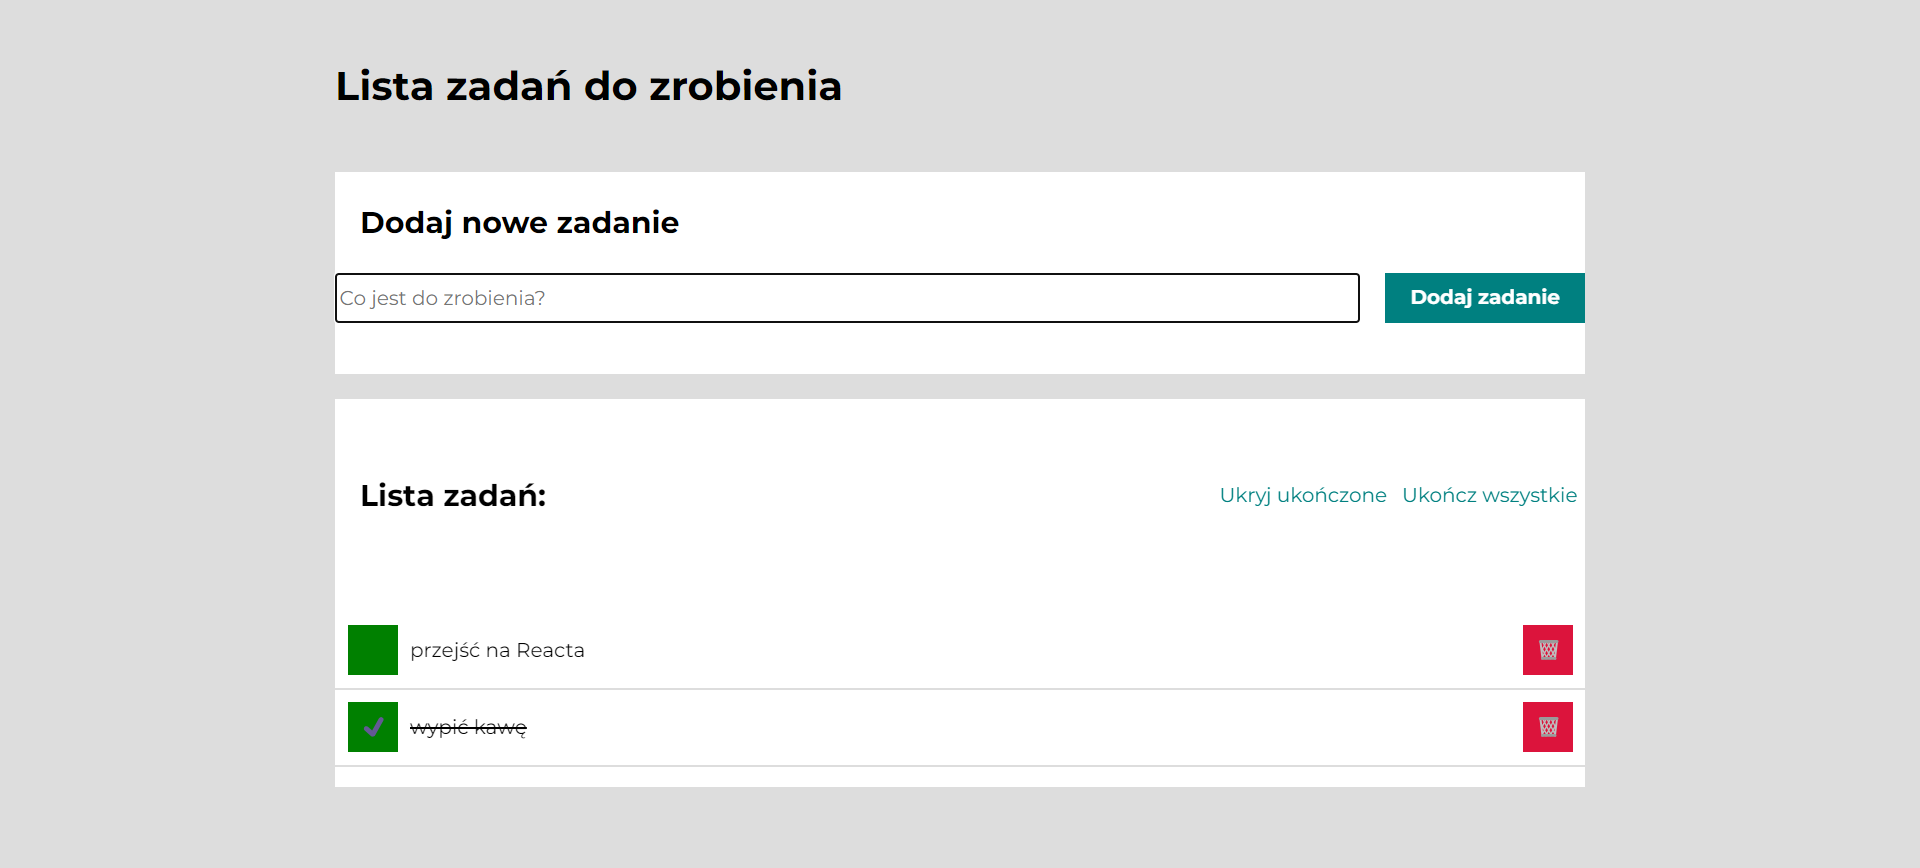 Lista zadań do zrobienia
Dodaj nowe zadanie
Co jest do zrobienia?
Dodaj zadanie
Lista zadań:
Ukryj ukończone
Ukończ wszystkie
przejść na Reacta
wypić kawę